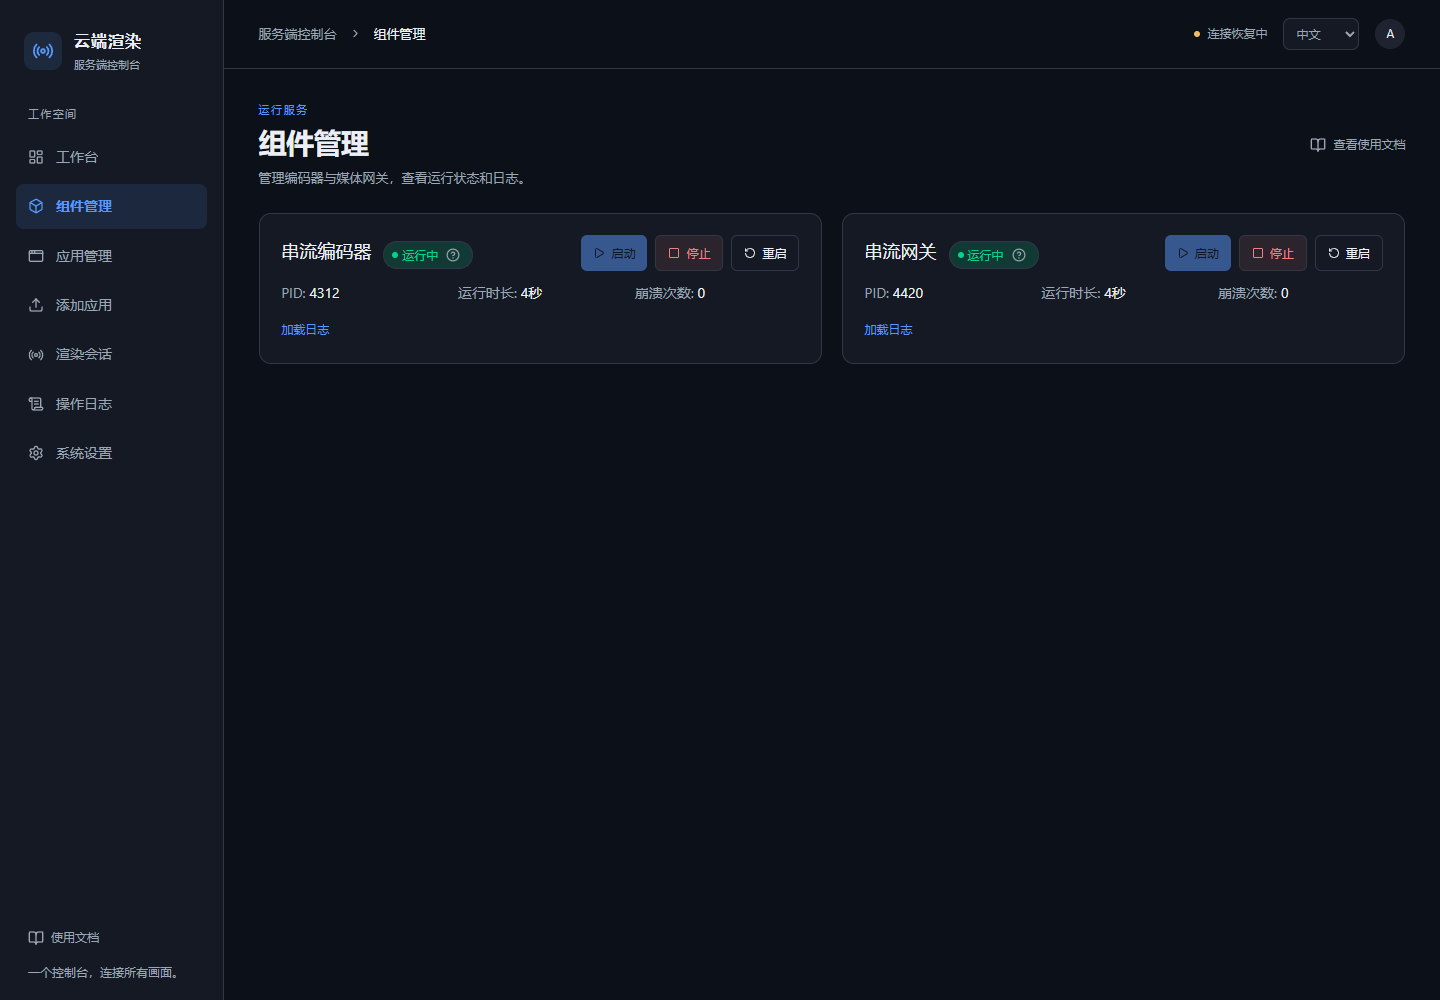 云端渲染
服务端控制台
工作空间
工作台
组件管理
应用管理
添加应用
渲染会话
操作日志
系统设置
使用文档
一个控制台，连接所有画面。
服务端控制台 > 组件管理
连接恢复中
中文
A
运行服务
组件管理
管理编码器与媒体网关，查看运行状态和日志。
查看使用文档
串流编码器 运行中 启动 停止 重启
PID: 4312 运行时长: 4秒 崩溃次数: 0
加载日志
串流网关 运行中 启动 停止 重启
PID: 4420 运行时长: 4秒 崩溃次数: 0
加载日志